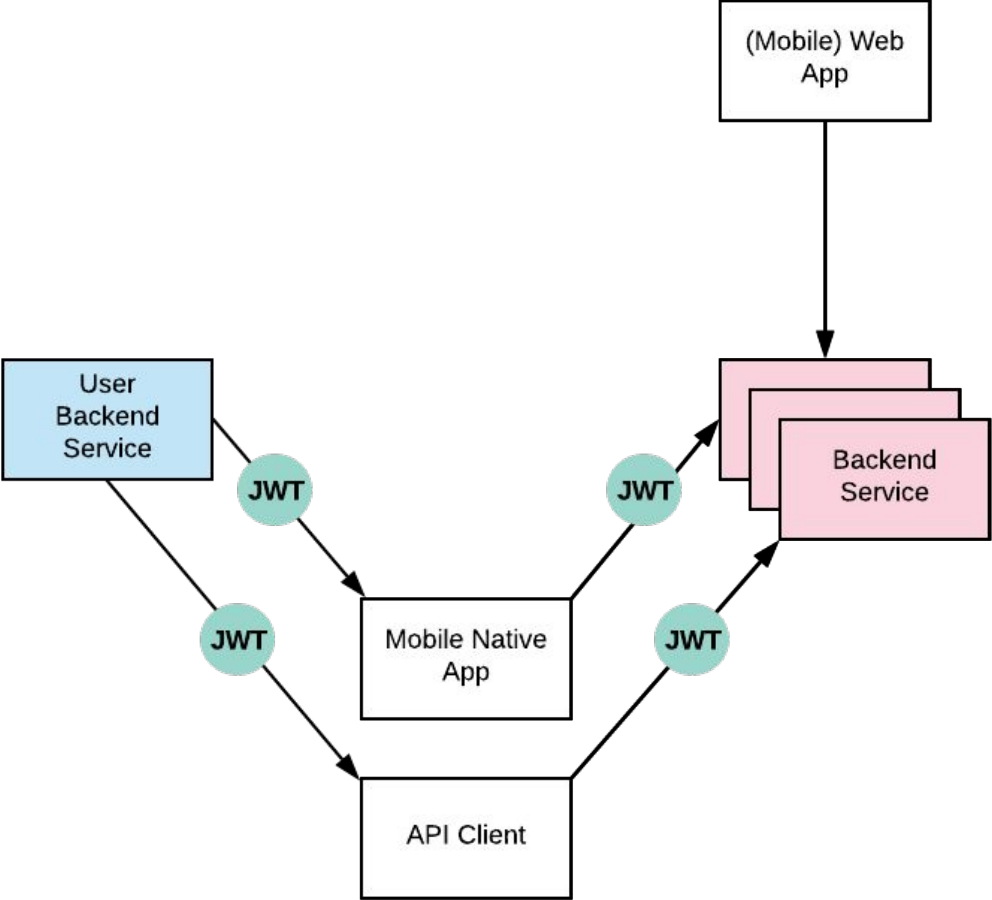 (Mobile) Web
App
User
Backend
Service
JWT
JWT
Backend
Service
JWT
JWT
Mobile Native
App
API Client